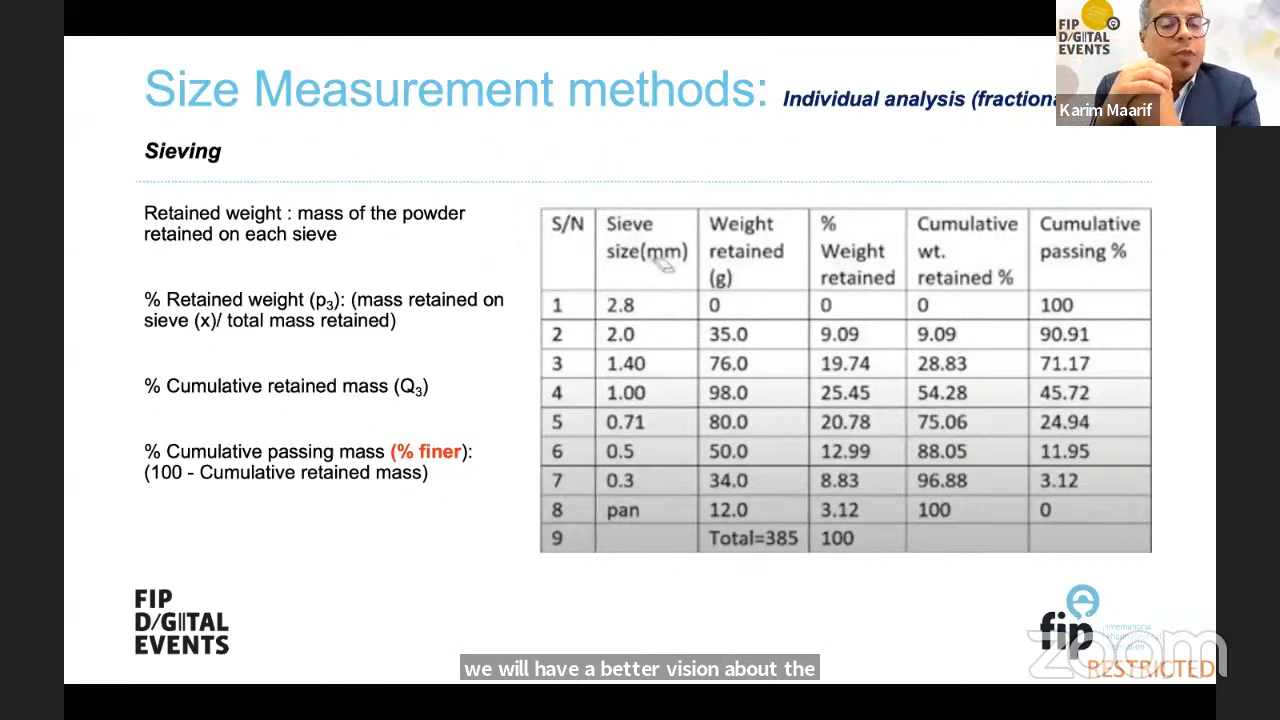 Size Measurement methods: Individual analysis (fractiona
FIP
D/GITAL
EVENTS
Karim Maarif
Sieving
Retained weight : mass of the powder
retained on each sieve
% Retained weight (p3): (mass retained on
sieve (x)/ total mass retained)
% Cumulative retained mass (Q3)
% Cumulative passing mass (% finer):
(100 - Cumulative retained mass)
S/N Sieve size(mm) Weight retained (g) % Weight retained Cumulative wt. retained % Cumulative passing %
1 2.8 0 0 0 100
2 2.0 35.0 9.09 9.09 90.91
3 1.40 76.0 19.74 28.83 71.17
4 1.00 98.0 25.45 54.28 45.72
5 0.71 80.0 20.78 75.06 24.94
6 0.5 50.0 12.99 88.05 11.95
7 0.3 34.0 8.83 96.88 3.12
8 pan 12.0 3.12 100 0
9 Total=385 100
FIP
D/GITAL
EVENTS
fip
International
zoom
RESTRICTED
we will have a better vision about the